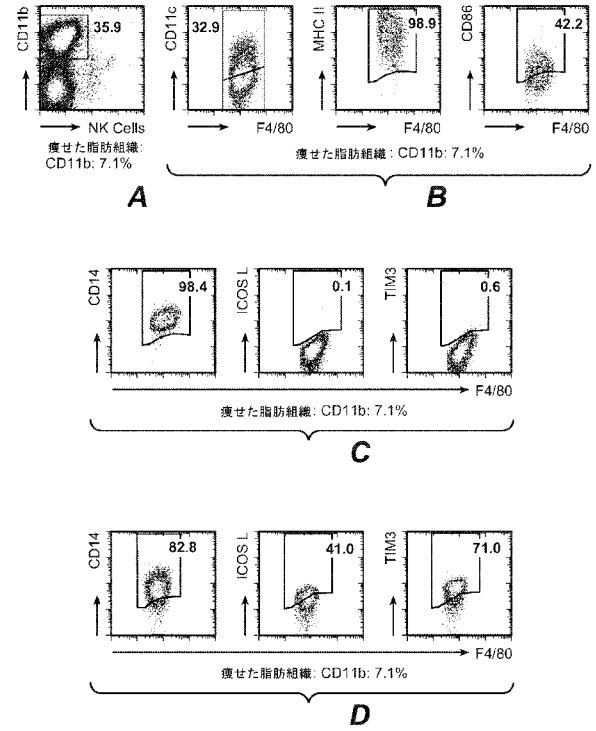 CD11b
35.9
NK Cells
痩せた脂肪組織:
CD11b: 7.1%
A
CD11c
32.9
F4/80
MHC II
98.9
F4/80
CD86
42.2
F4/80
痩せた脂肪組織: CD11b: 7.1%
B
CD14
98.4
ICOS L
0.1
TIM3
0.6
F4/80
痩せた脂肪組織: CD11b: 7.1%
C
CD14
82.8
ICOS L
41.0
TIM3
71.0
F4/80
痩せた脂肪組織: CD11b: 7.1%
D